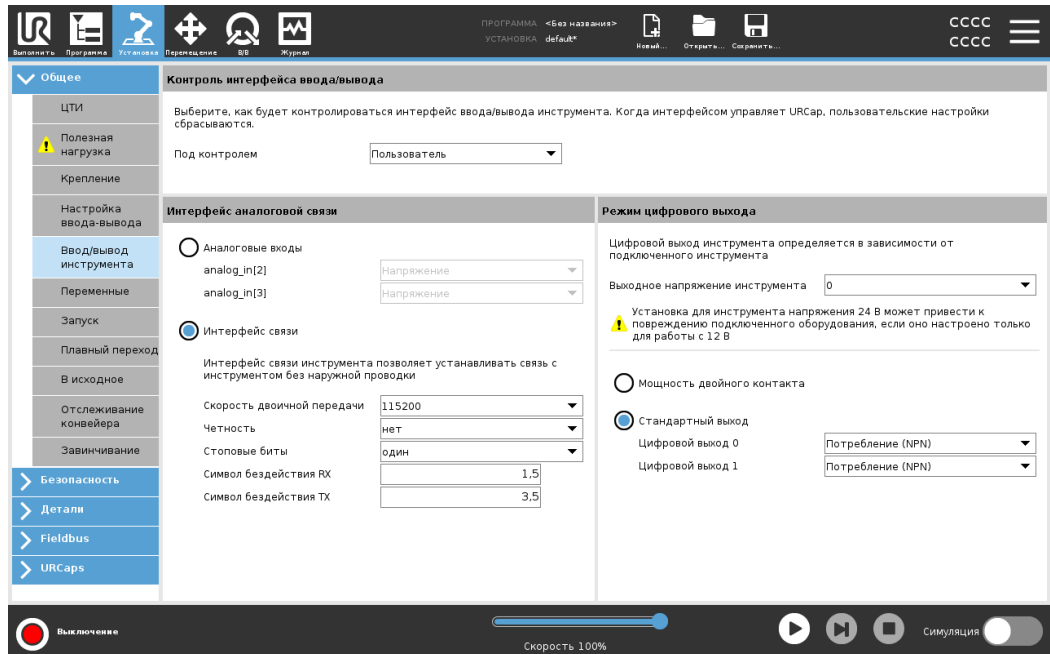 Выполнить
Программа
Установка
Перемещение
В/В
Журнал
ПРОГРАММА <Без названия>
УСТАНОВКА default*
Новый...
Открыть...
Сохранить...
CCCC
CCCC
Общее
ЦТИ
Полезная
нагрузка
Крепление
Настройка
ввода-вывода
Ввод/вывод
инструмента
Переменные
Запуск
Плавный переход
В исходное
Отслеживание
конвейера
Завинчивание
Безопасность
Детали
Fieldbus
URCaps
Контроль интерфейса ввода/вывода
Выберите, как будет контролироваться интерфейс ввода/вывода инструмента. Когда интерфейсом управляет URCap, пользовательские настройки
сбрасываются.
Под контролем Пользователь
Интерфейс аналоговой связи
Аналоговые входы
analog_in[2] Напряжение
analog_in[3] Напряжение
Интерфейс связи
Интерфейс связи инструмента позволяет устанавливать связь с
инструментом без наружной проводки
Скорость двоичной передачи 115200
Четность нет
Стоповые биты один
Символ бездействия RX 1,5
Символ бездействия TX 3,5
Режим цифрового выхода
Цифровой выход инструмента определяется в зависимости от
подключенного инструмента
Выходное напряжение инструмента 0
Установка для инструмента напряжения 24 В может привести к
повреждению подключенного оборудования, если оно настроено только
для работы с 12 В
Мощность двойного контакта
Стандартный выход
Цифровой выход 0 Потребление (NPN)
Цифровой выход 1 Потребление (NPN)
Выключение
Скорость 100%
Симуляция